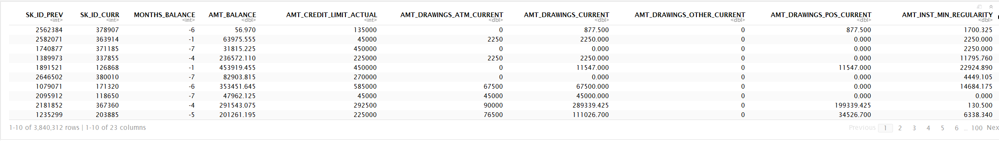 SK_ID_PREV SK_ID_CURR MONTHS_BALANCE AMT_BALANCE AMT_CREDIT_LIMIT_ACTUAL AMT_DRAWINGS_ATM_CURRENT AMT_DRAWINGS_CURRENT AMT_DRAWINGS_OTHER_CURRENT AMT_DRAWINGS_POS_CURRENT AMT_INST_MIN_REGULARITY
<int> <int> <int> <dbl> <int> <dbl> <dbl> <dbl> <dbl> <dbl>
2562384 378907 -6 56.970 135000 0 877.500 0 877.500 1700.325
2582071 363914 -1 63975.555 45000 2250 2250.000 0 0.000 2250.000
1740877 371185 -7 31815.225 450000 0 0.000 0 0.000 2250.000
1389973 337855 -4 236572.110 225000 2250 2250.000 0 0.000 11795.760
1891521 126868 -1 453919.455 450000 0 11547.000 0 11547.000 22924.890
2646502 380010 -7 82903.815 270000 0 0.000 0 0.000 4449.105
1079071 171320 -6 353451.645 585000 67500 67500.000 0 0.000 14684.175
2095912 118650 -7 47962.125 45000 45000 45000.000 0 0.000 0.000
2181852 367360 -4 291543.075 292500 90000 289339.425 0 199339.425 130.500
1235299 203885 -5 201261.195 225000 76500 111026.700 0 34526.700 6338.340
1-10 of 3,840,312 rows | 1-10 of 23 columns Previous 1 2 3 4 5 6 ... 100 Nex